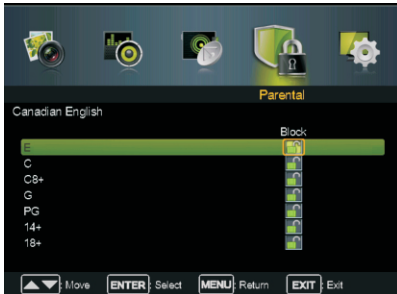 Parental
Canadian English
Block
E
C
C8+
G
PG
14+
18+
▲▼: Move ENTER: Select MENU: Return EXIT: Exit